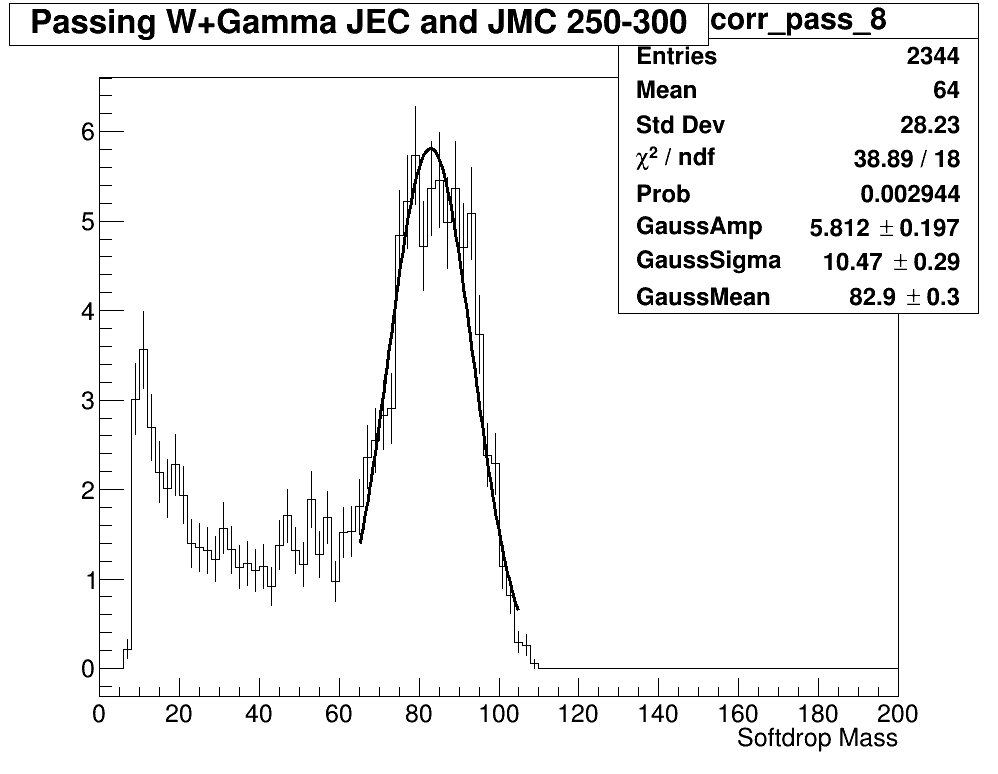 Passing W+Gamma JEC and JMC 250-300
corr_pass_8
Entries 2344
Mean 64
Std Dev 28.23
χ² / ndf 38.89 / 18
Prob 0.002944
GaussAmp 5.812 ± 0.197
GaussSigma 10.47 ± 0.29
GaussMean 82.9 ± 0.3
6
5
4
3
2
1
0
0 20 40 60 80 100 120 140 160 180 200
Softdrop Mass